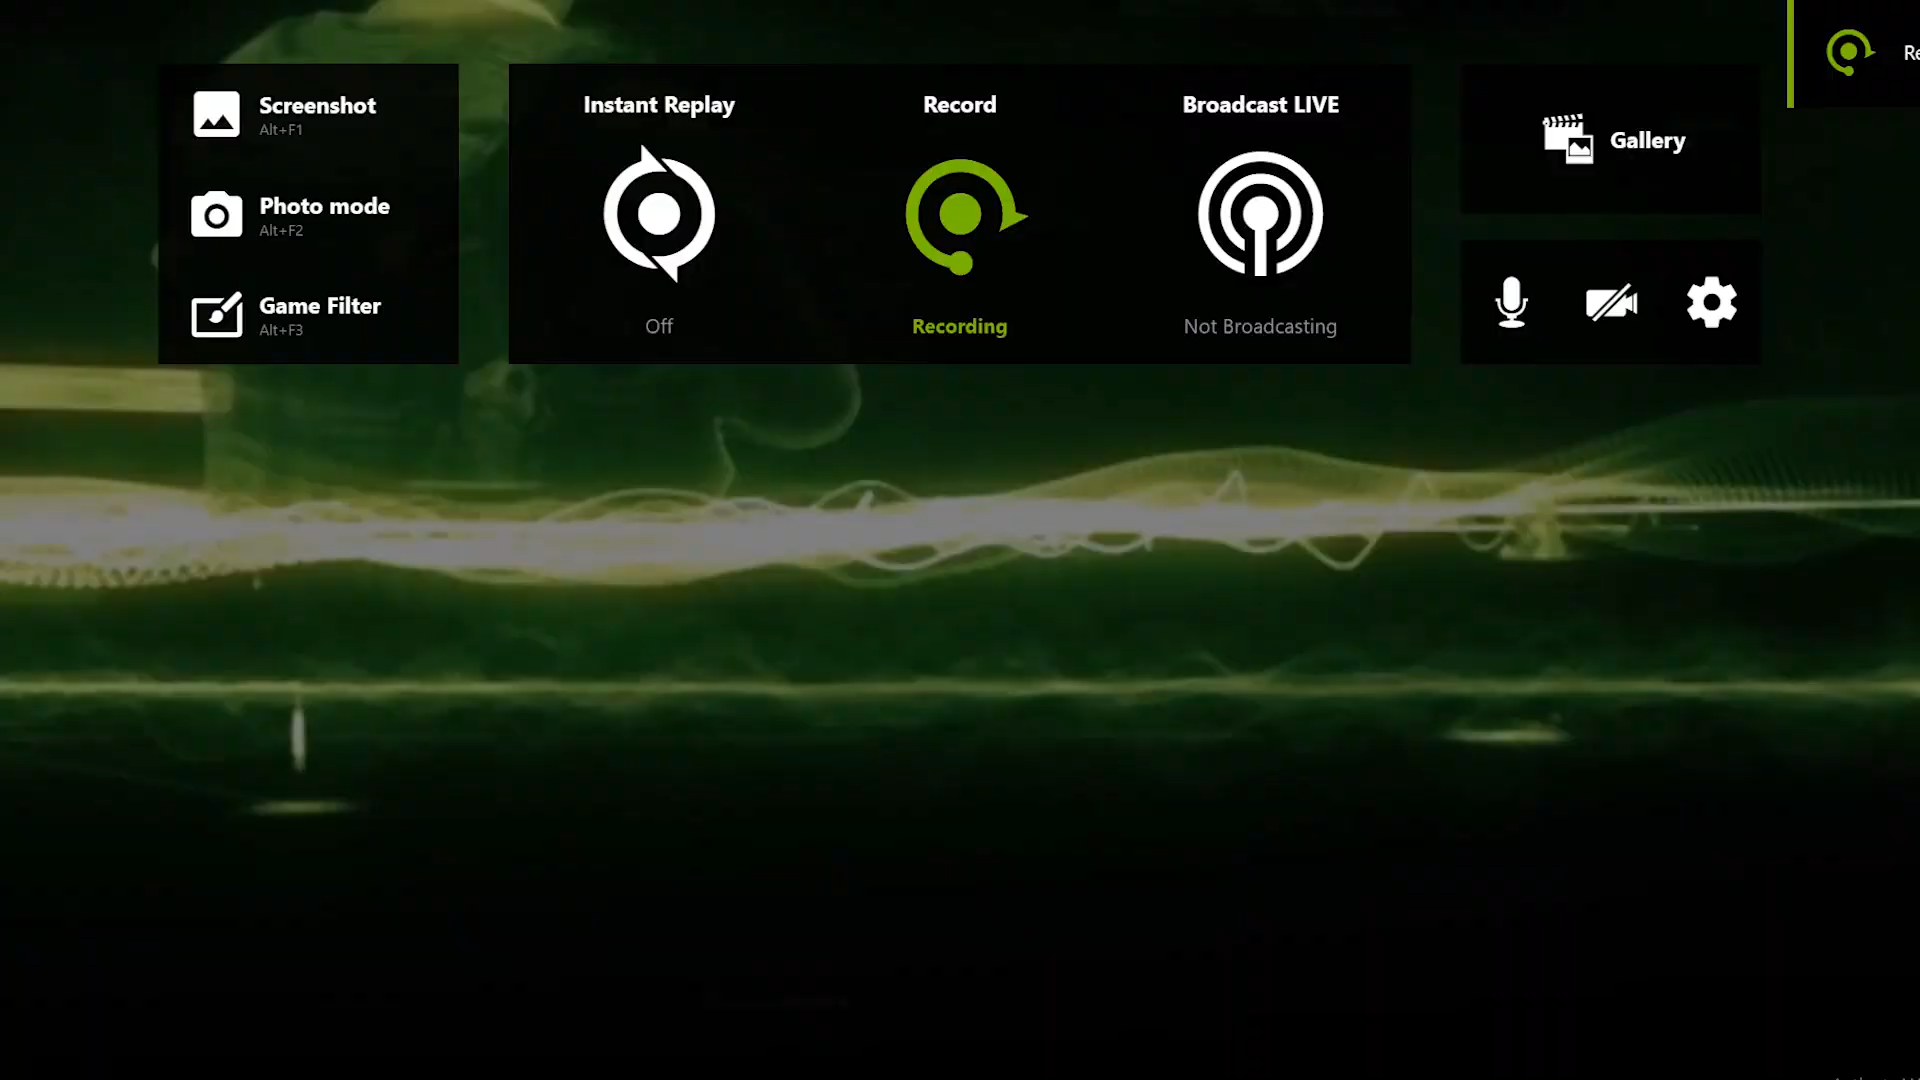 Screenshot
Alt+F1
Photo mode
Alt+F2
Game Filter
Alt+F3
Instant Replay
Off
Record
Recording
Broadcast LIVE
Not Broadcasting
Gallery